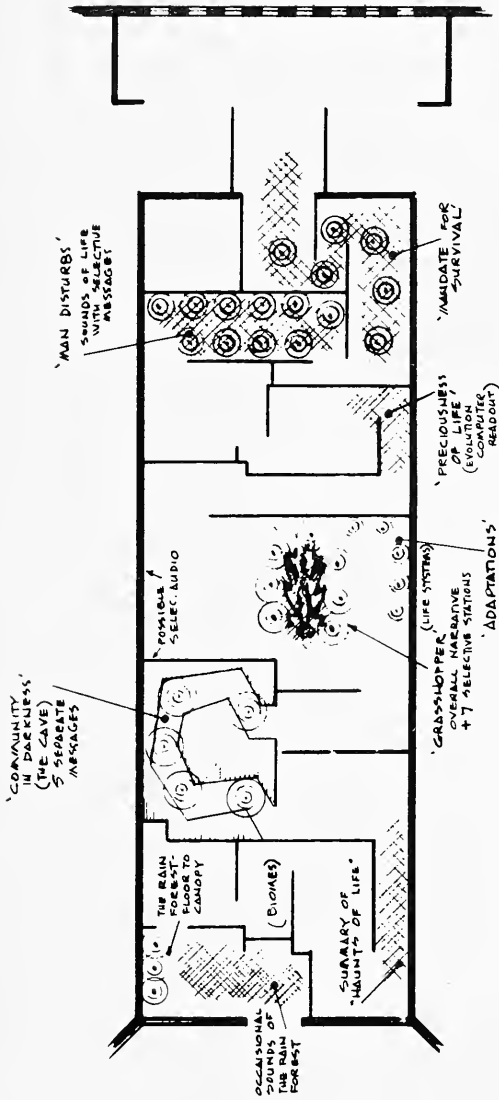 'COMMUNITY
IN DARKNESS'
(THE CAVE)
5 SEPARATE
MESSAGES
'MAN DISTURBS'
SOUNDS OF LIFE
WITH SELECTIVE
MESSAGES
THE RAIN
FOREST-
FLOOR TO
CANOPY
POSSIBLE
SELEC. AUDIO
(BIOMES)
OCCAISIONAL
SOUNDS OF
THE RAIN
FOREST
SUMMARY OF
"HAUNTS OF LIFE"
'GRASSHOPPER'
(LIFE SYSTEMS)
OVERALL NARRATIVE
+ 7 SELECTIVE STATIONS
'ADAPTATIONS'
'PRECIOUSNESS
OF LIFE'
(EVOLUTION
COMPUTER
READOUT)
'MANDATE FOR
SURVIVAL'